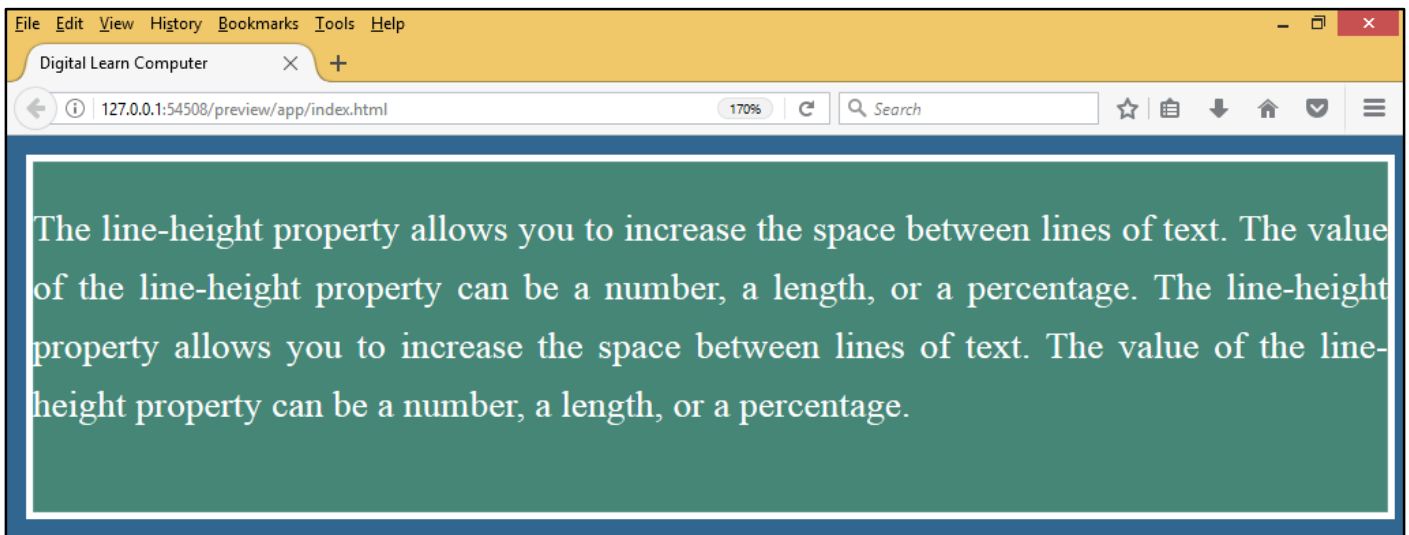 File Edit View History Bookmarks Tools Help
Digital Learn Computer
127.0.0.1:54508/preview/app/index.html 170% Search
The line-height property allows you to increase the space between lines of text. The value
of the line-height property can be a number, a length, or a percentage. The line-height
property allows you to increase the space between lines of text. The value of the line-
height property can be a number, a length, or a percentage.